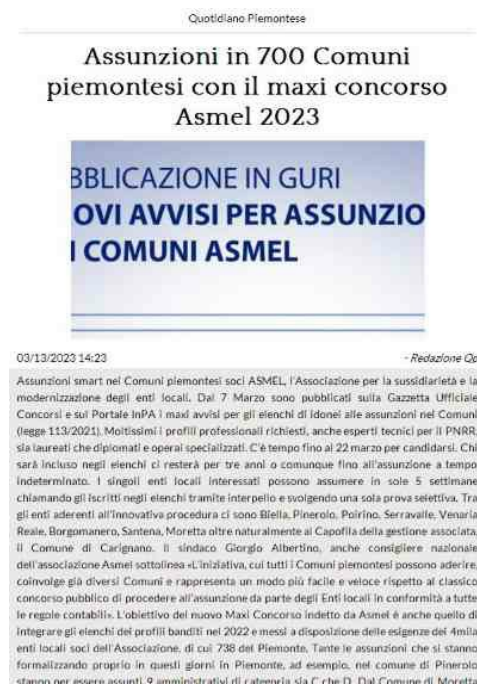 Quotidiano Piemontese
Assunzioni in 700 Comuni
piemontesi con il maxi concorso
Asmel 2023
BBLICAZIONE IN GURI
OVI AVVISI PER ASSUNZIO
I COMUNI ASMEL
03/13/2023 14:23 - Redazione Qp
Assunzioni smart nei Comuni piemontesi soci ASMEL, l'Associazione per la sussidiarietà e la
modernizzazione degli enti locali. Dal 7 Marzo sono pubblicati sulla Gazzetta Ufficiale
Concorsi e sul Portale InPA i maxi avvisi per gli elenchi di idonei alle assunzioni nei Comuni
(legge 113/2021). Moltissimi i profili professionali richiesti, anche esperti tecnici per il PNRR,
sia laureati che diplomati e operai specializzati. C'è tempo fino al 22 marzo per candidarsi. Chi
sarà incluso negli elenchi ci resterà per tre anni o comunque fino all'assunzione a tempo
indeterminato. I singoli enti locali interessati possono assumere in sole 5 settimane
chiamando gli iscritti negli elenchi tramite interpello e svolgendo una sola prova selettiva. Tra
gli enti aderenti all'innovativa procedura ci sono Biella, Pinerolo, Poirino, Serravalle, Venaria
Reale, Borgomanero, Santena, Moretta oltre naturalmente al Capofila della gestione associata,
il Comune di Carignano. Il sindaco Giorgio Albertino, anche consigliere nazionale
dell'associazione Asmel sottolinea «L'iniziativa, cui tutti i Comuni piemontesi possono aderire,
coinvolge già diversi Comuni e rappresenta un modo più facile e veloce rispetto al classico
concorso pubblico di procedere all'assunzione da parte degli Enti locali in conformità a tutte
le regole contabili». L'obiettivo del nuovo Maxi Concorso indetto da Asmel è anche quello di
integrare gli elenchi dei profili banditi nel 2022 e messi a disposizione delle esigenze dei 4mila
enti locali soci dell'Associazione, di cui 738 del Piemonte. Tante le assunzioni che si stanno
formalizzando proprio in questi giorni in Piemonte, ad esempio, nel comune di Pinerolo
stanno per essere assunti 9 amministrativi di categoria sia C che D. Dal Comune di Moretta